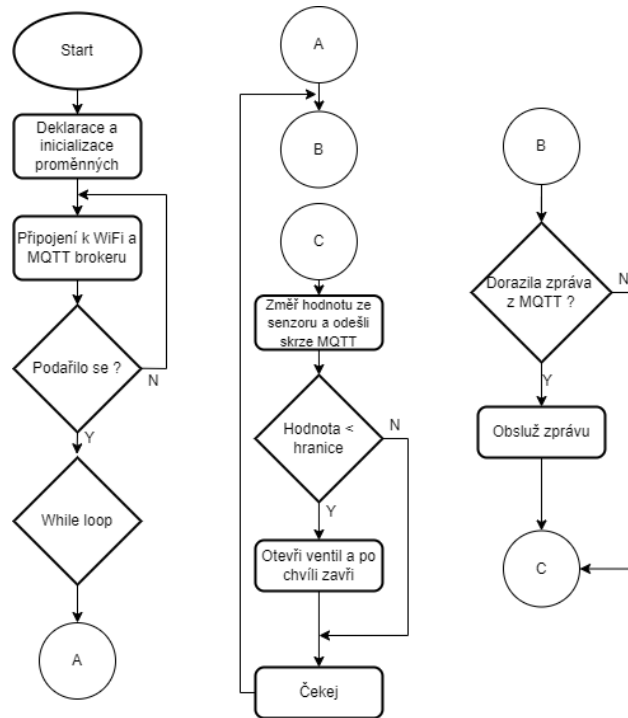 Start
Deklarace a
inicializace
proměnných
Připojení k WiFi a
MQTT brokeru
Podařilo se ?
N
Y
While loop
A
A
B
C
Změř hodnotu ze
senzoru a odešli
skrze MQTT
Hodnota <
hranice
N
Y
Otevři ventil a po
chvíli zavři
Čekej
B
Dorazila zpráva
z MQTT ?
N
Y
Obsluž zprávu
C